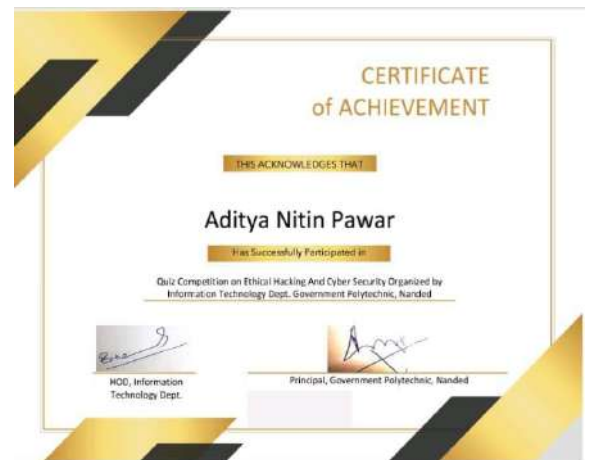 CERTIFICATE
of ACHIEVEMENT
THIS ACKNOWLEDGES THAT
Aditya Nitin Pawar
Has Successfully Participated in
Quiz Competition on Ethical Hacking And Cyber Security Organized by
Information Technology Dept. Government Polytechnic, Nanded
HOD, Information
Technology Dept.
Principal, Government Polytechnic, Nanded